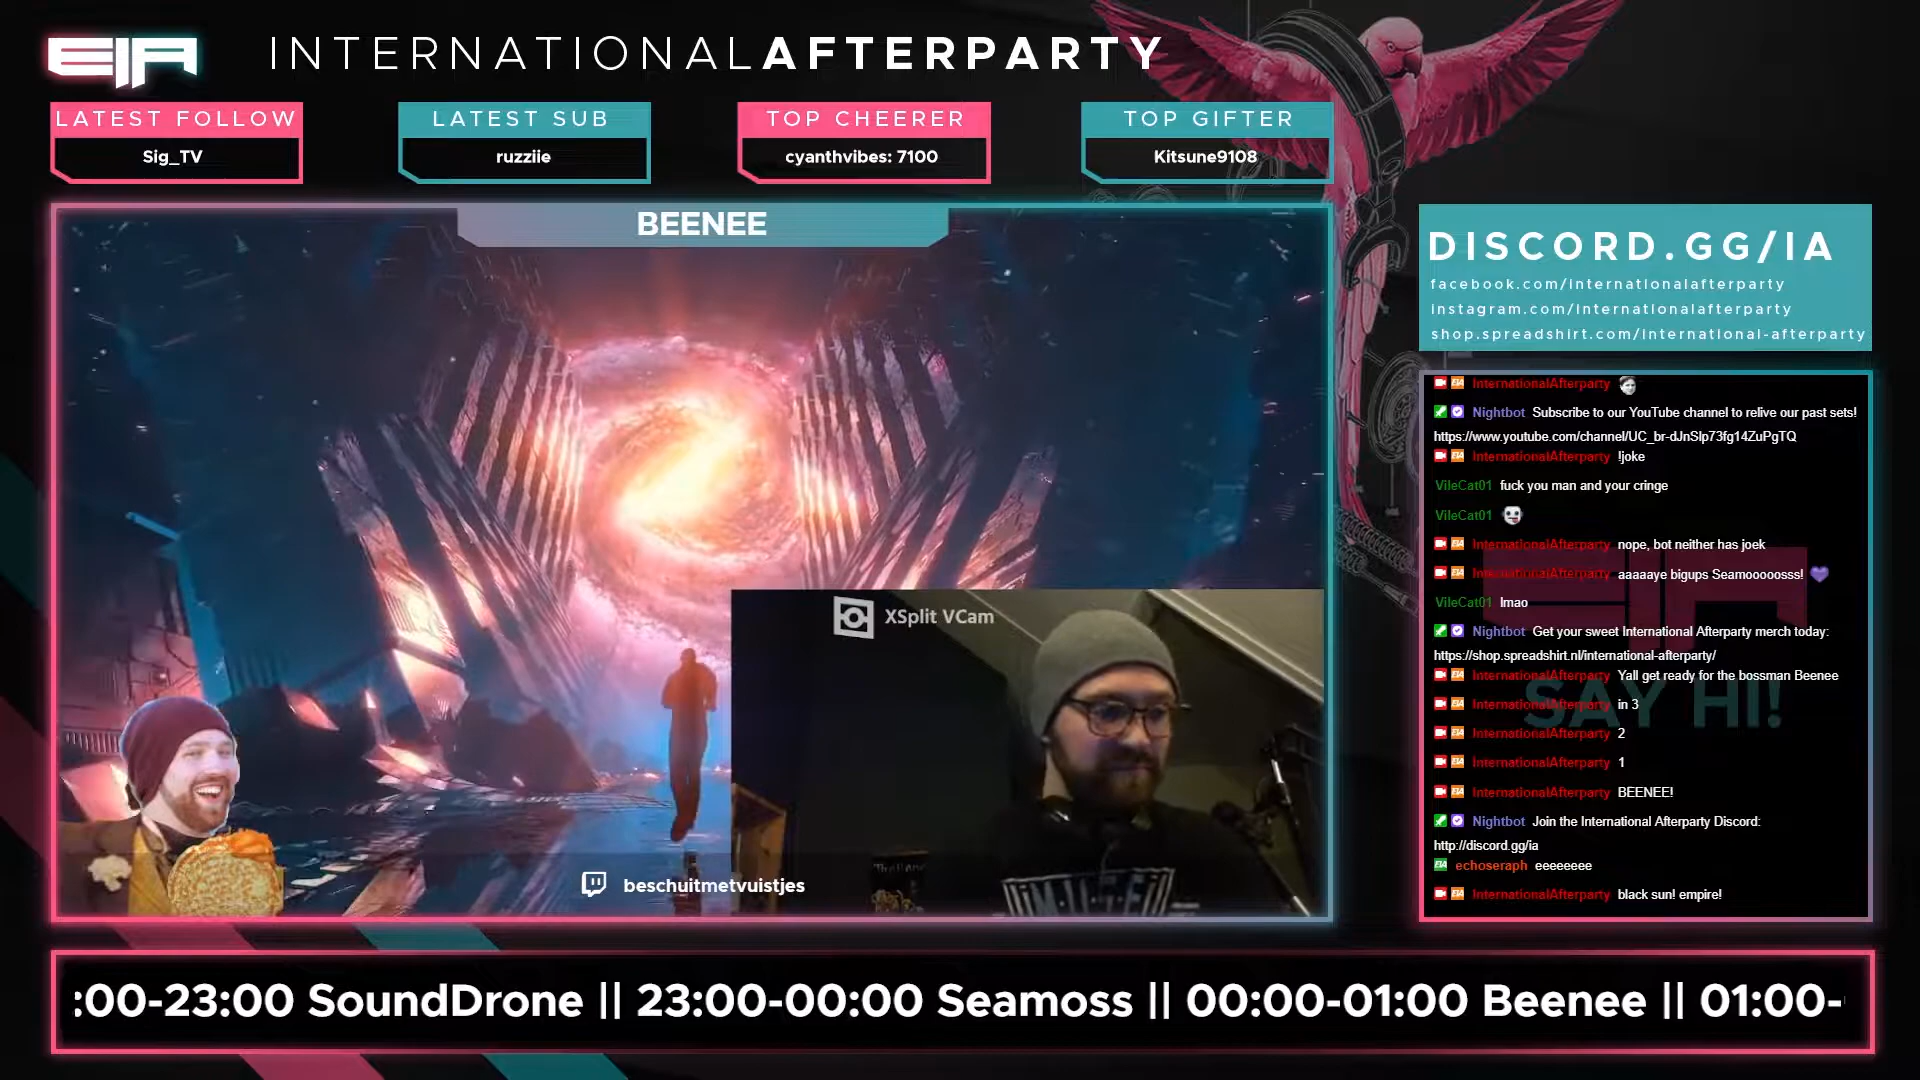 EIA
INTERNATIONALAFTERPARTY
LATEST FOLLOW
Sig_TV
LATEST SUB
ruzziie
TOP CHEERER
cyanthvibes: 7100
TOP GIFTER
Kitsune9108
BEENEE
XSplit VCam
beschuitmetvuistjes
DISCORD.GG/IA
facebook.com/internationalafterparty
instagram.com/internationalafterparty
shop.spreadshirt.com/international-afterparty
InternationalAfterparty
Nightbot Subscribe to our YouTube channel to relive our past sets!
https://www.youtube.com/channel/UC_br-dJnSlp73fg14ZuPgTQ
InternationalAfterparty !joke
VileCat01 fuck you man and your cringe
VileCat01
InternationalAfterparty nope, bot neither has joek
InternationalAfterparty aaaaaye bigups Seamooooosss!
VileCat01 lmao
Nightbot Get your sweet International Afterparty merch today:
https://shop.spreadshirt.nl/international-afterparty/
InternationalAfterparty Yall get ready for the bossman Beenee
InternationalAfterparty in 3
SAY HI!
InternationalAfterparty 2
InternationalAfterparty 1
InternationalAfterparty BEENEE!
Nightbot Join the International Afterparty Discord:
http://discord.gg/ia
echoseraph eeeeeeee
InternationalAfterparty black sun! empire!
:00-23:00 SoundDrone || 23:00-00:00 Seamoss || 00:00-01:00 Beenee || 01:00-